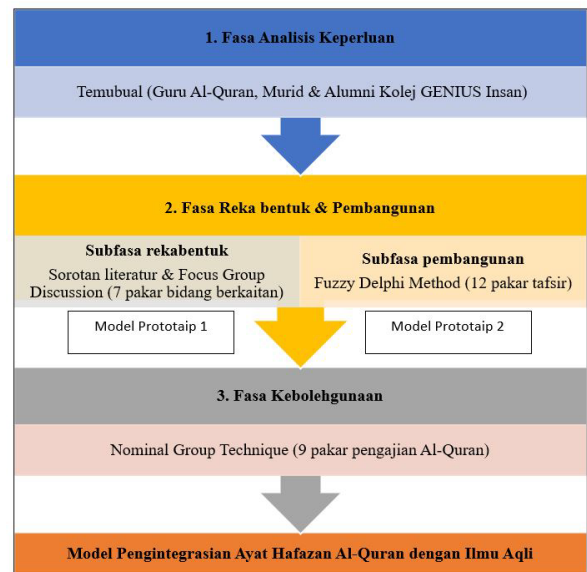 1. Fasa Analisis Keperluan
Temubual (Guru Al-Quran, Murid & Alumni Kolej GENIUS Insan)
2. Fasa Reka bentuk & Pembangunan
Subfasa rekabentuk
Sorotan literatur & Focus Group
Discussion (7 pakar bidang berkaitan)
Subfasa pembangunan
Fuzzy Delphi Method (12 pakar tafsir)
Model Prototaip 1
Model Prototaip 2
3. Fasa Kebolehgunaan
Nominal Group Technique (9 pakar pengajian Al-Quran)
Model Pengintegrasian Ayat Hafazan Al-Quran dengan Ilmu Aqli